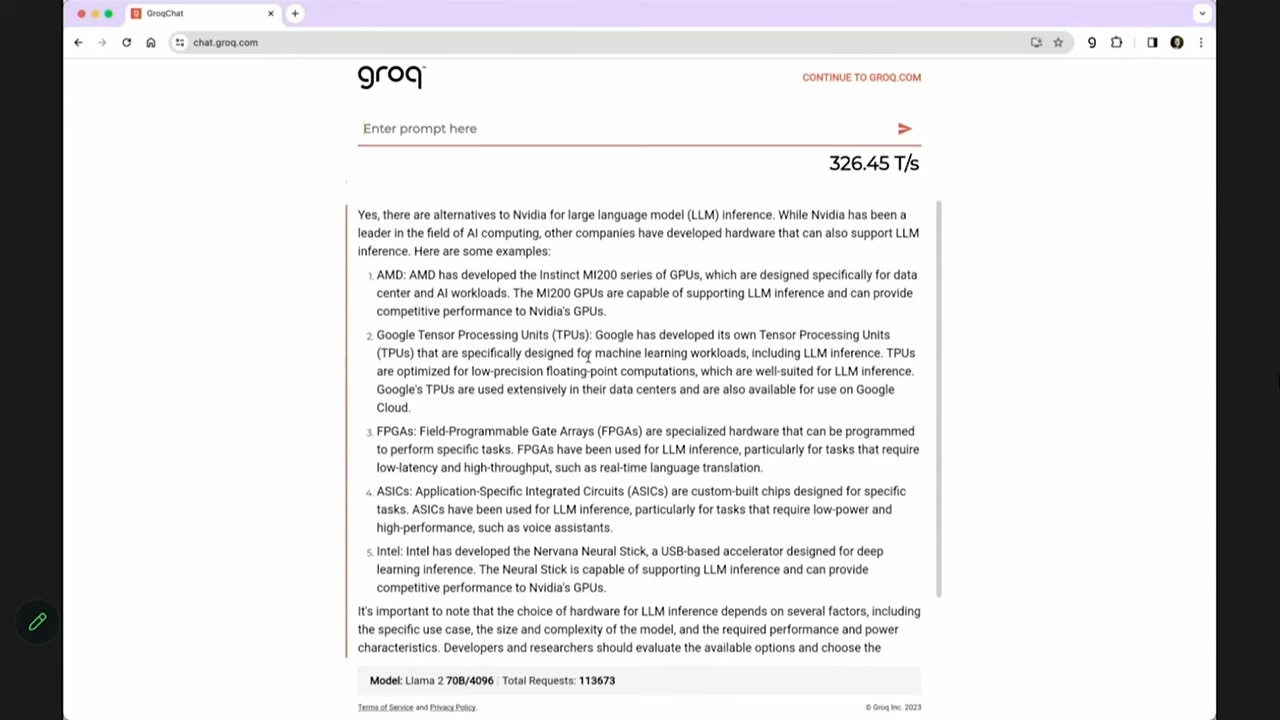 GroqChat
chat.groq.com
groq™
CONTINUE TO GROQ.COM
Enter prompt here
326.45 T/s
Yes, there are alternatives to Nvidia for large language model (LLM) inference. While Nvidia has been a
leader in the field of AI computing, other companies have developed hardware that can also support LLM
inference. Here are some examples:
1. AMD: AMD has developed the Instinct MI200 series of GPUs, which are designed specifically for data
center and AI workloads. The MI200 GPUs are capable of supporting LLM inference and can provide
competitive performance to Nvidia's GPUs.
2. Google Tensor Processing Units (TPUs): Google has developed its own Tensor Processing Units
(TPUs) that are specifically designed for machine learning workloads, including LLM inference. TPUs
are optimized for low-precision floating-point computations, which are well-suited for LLM inference.
Google's TPUs are used extensively in their data centers and are also available for use on Google
Cloud.
3. FPGAs: Field-Programmable Gate Arrays (FPGAs) are specialized hardware that can be programmed
to perform specific tasks. FPGAs have been used for LLM inference, particularly for tasks that require
low-latency and high-throughput, such as real-time language translation.
4. ASICs: Application-Specific Integrated Circuits (ASICs) are custom-built chips designed for specific
tasks. ASICs have been used for LLM inference, particularly for tasks that require low-power and
high-performance, such as voice assistants.
5. Intel: Intel has developed the Nervana Neural Stick, a USB-based accelerator designed for deep
learning inference. The Neural Stick is capable of supporting LLM inference and can provide
competitive performance to Nvidia's GPUs.
It's important to note that the choice of hardware for LLM inference depends on several factors, including
the specific use case, the size and complexity of the model, and the required performance and power
characteristics. Developers and researchers should evaluate the available options and choose the
Model: Llama 2 70B/4096 | Total Requests: 113673
Terms of Service and Privacy Policy.
© Groq Inc. 2023